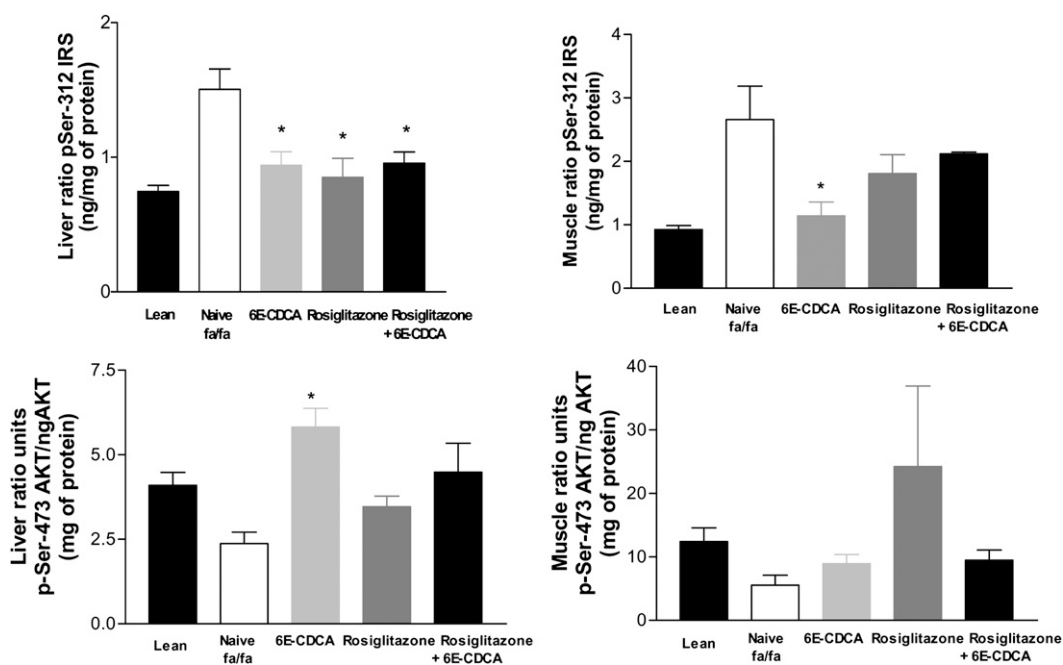 Liver ratio pSer-312 IRS
(ng/mg of protein)
2
1
0
*
*
*
Lean
Naive
fa/fa
6E-CDCA
Rosiglitazone
Rosiglitazone
+ 6E-CDCA
Muscle ratio pSer-312 IRS
(ng/mg of protein)
4
3
2
1
0
*
Lean
Naive
fa/fa
6E-CDCA
Rosiglitazone
Rosiglitazone
+ 6E-CDCA
Liver ratio units
p-Ser-473 AKT/ngAKT
(mg of protein)
7.5
5.0
2.5
0.0
*
Lean
Naive
fa/fa
6E-CDCA
Rosiglitazone
Rosiglitazone
+ 6E-CDCA
Muscle ratio units
p-Ser-473 AKT/ng AKT
(mg of protein)
40
30
20
10
0
Lean
Naive
fa/fa
6E-CDCA
Rosiglitazone
Rosiglitazone
+ 6E-CDCA